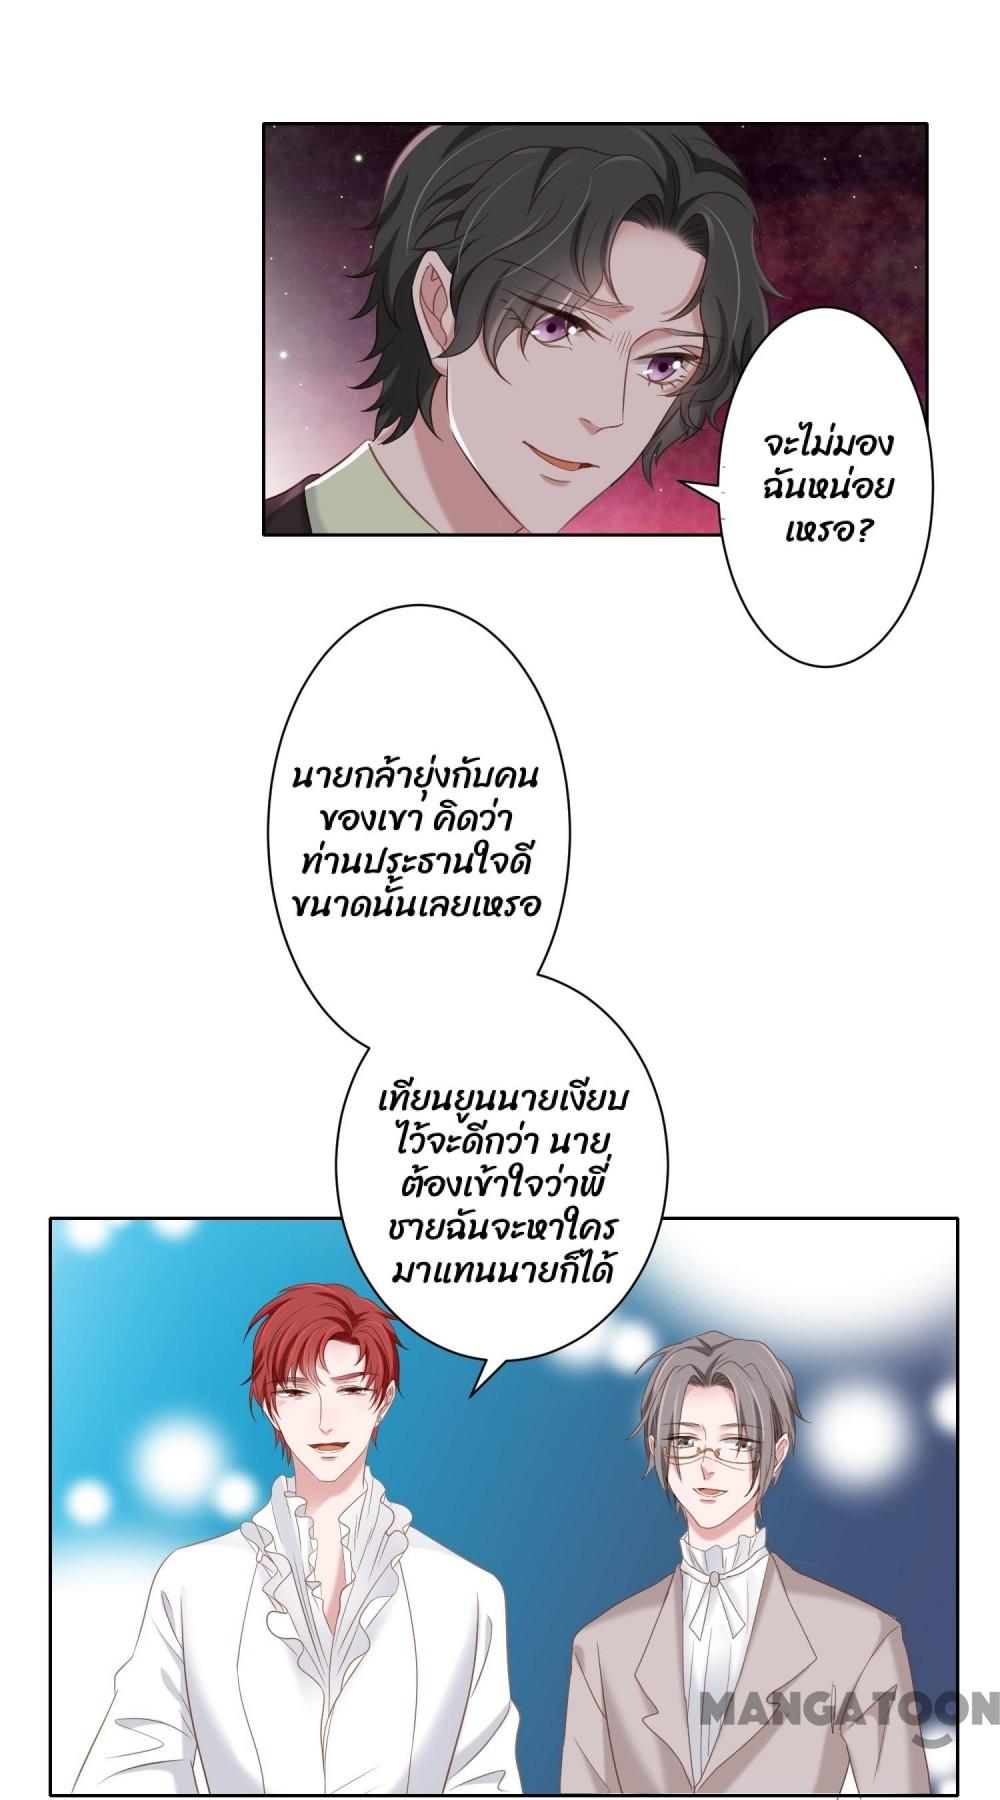 จะไม่มอง
ฉันหน่อย
เหรอ?
นายกล้ายุ่งกับคน
ของเขา คิดว่า
ท่านประธานใจดี
ขนาดนั้นเลยเหรอ
เทียนยูนนายเงียบ
ไว้จะดีกว่า นาย
ต้องเข้าใจว่าพี่
ชายฉันจะหาใคร
มาแทนนายก็ได้
MANGATOON